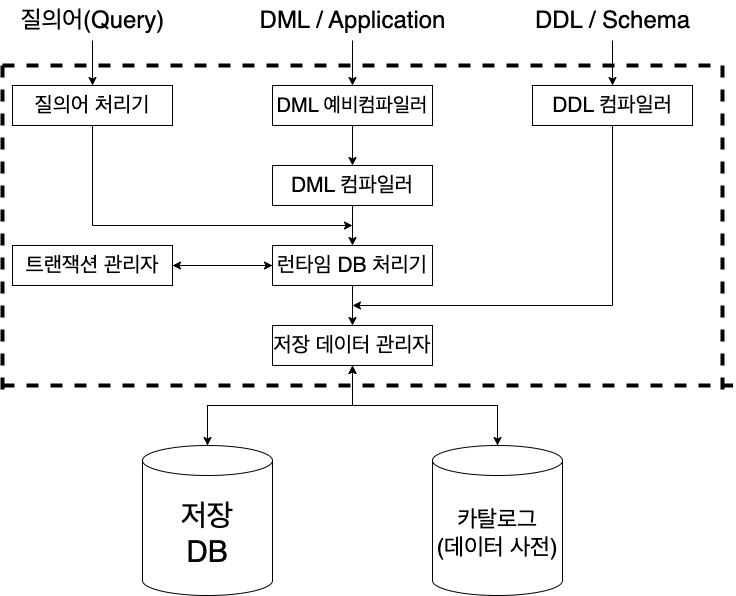 질의어(Query)
DML / Application
DDL / Schema
질의어 처리기
DML 예비컴파일러
DDL 컴파일러
DML 컴파일러
트랜잭션 관리자
런타임 DB 처리기
저장 데이터 관리자
저장
DB
카탈로그
(데이터 사전)